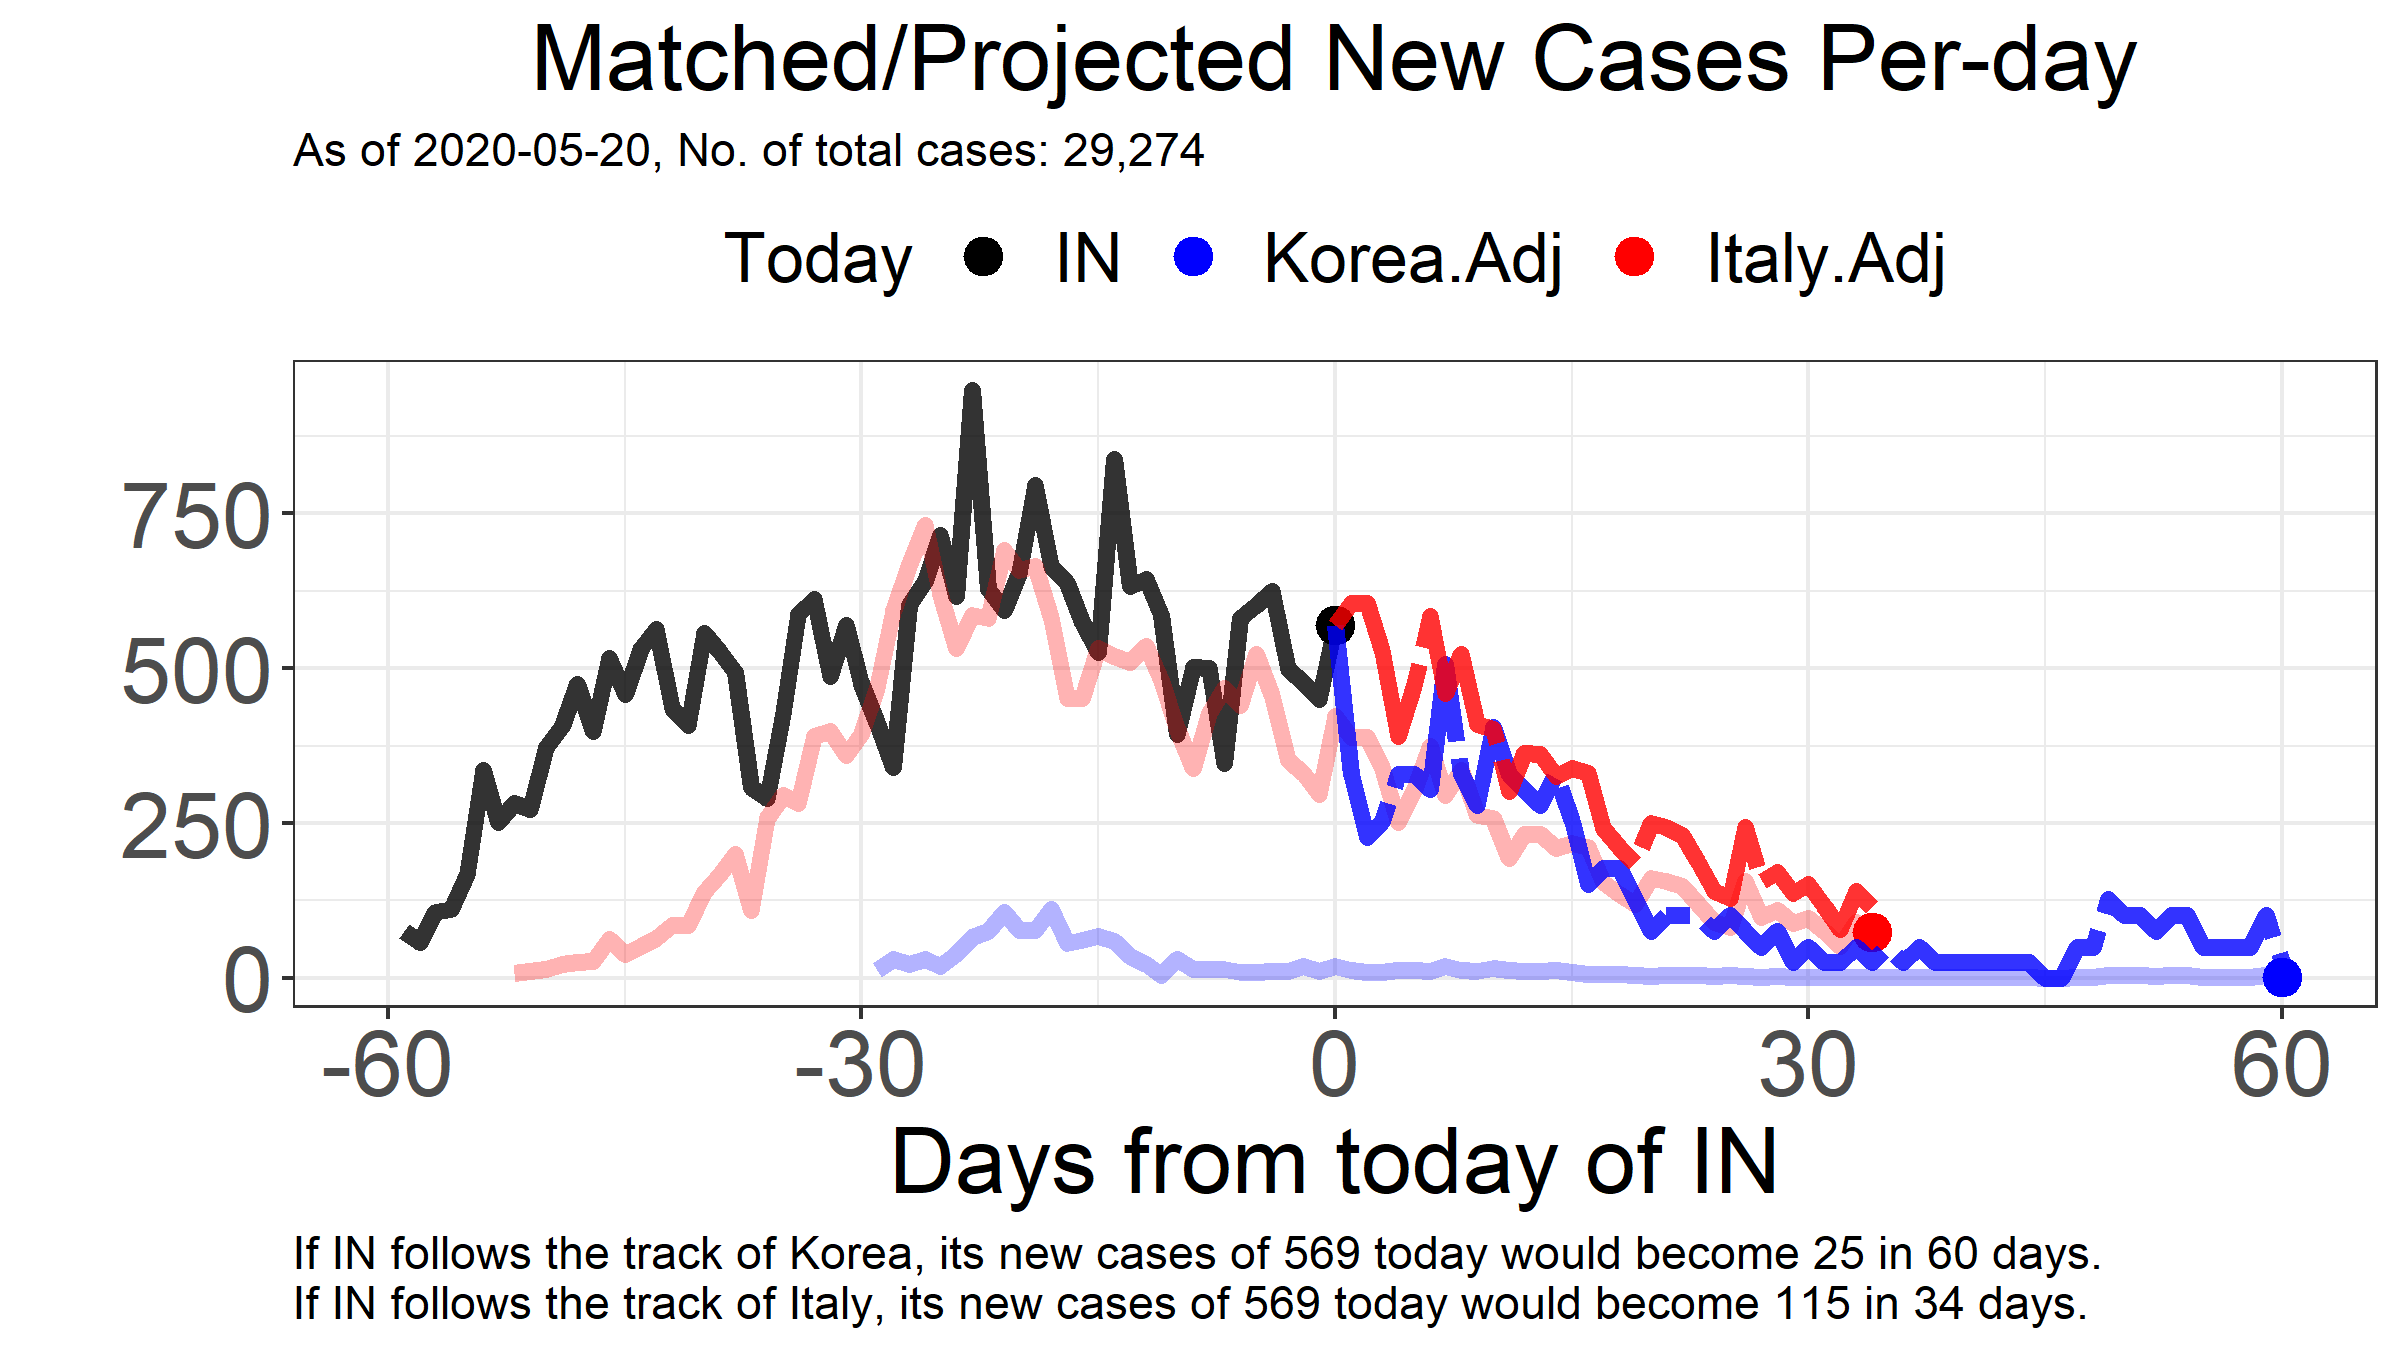 Matched/Projected New Cases Per-day
As of 2020-05-20, No. of total cases: 29,274
Today IN Korea.Adj Italy.Adj
750
500
250
0
-60 -30 0 30 60
Days from today of IN
If IN follows the track of Korea, its new cases of 569 today would become 25 in 60 days.
If IN follows the track of Italy, its new cases of 569 today would become 115 in 34 days.